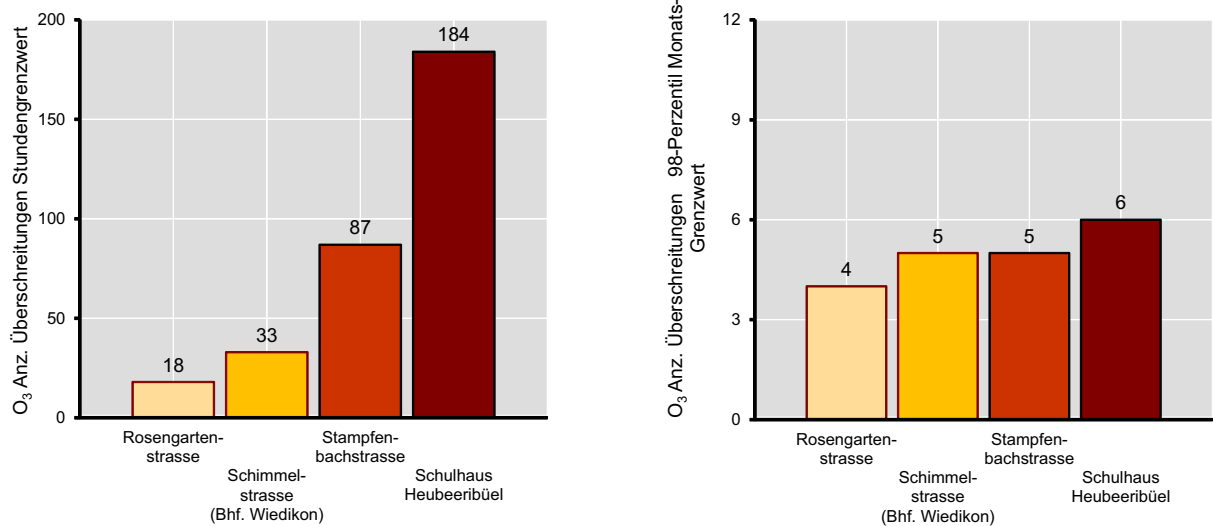 O₃ Anz. Überschreitungen Stundengrenzwert
200
150
100
50
0
18
33
87
184
Rosengarten-
strasse
Schimmel-
strasse
(Bhf. Wiedikon)
Stampfen-
bachstrasse
Schulhaus
Heubeeribüel
O₃ Anz. Überschreitungen 98-Perzentil Monats-
Grenzwert
12
9
6
3
0
4
5
5
6
Rosengarten-
strasse
Schimmel-
strasse
(Bhf. Wiedikon)
Stampfen-
bachstrasse
Schulhaus
Heubeeribüel